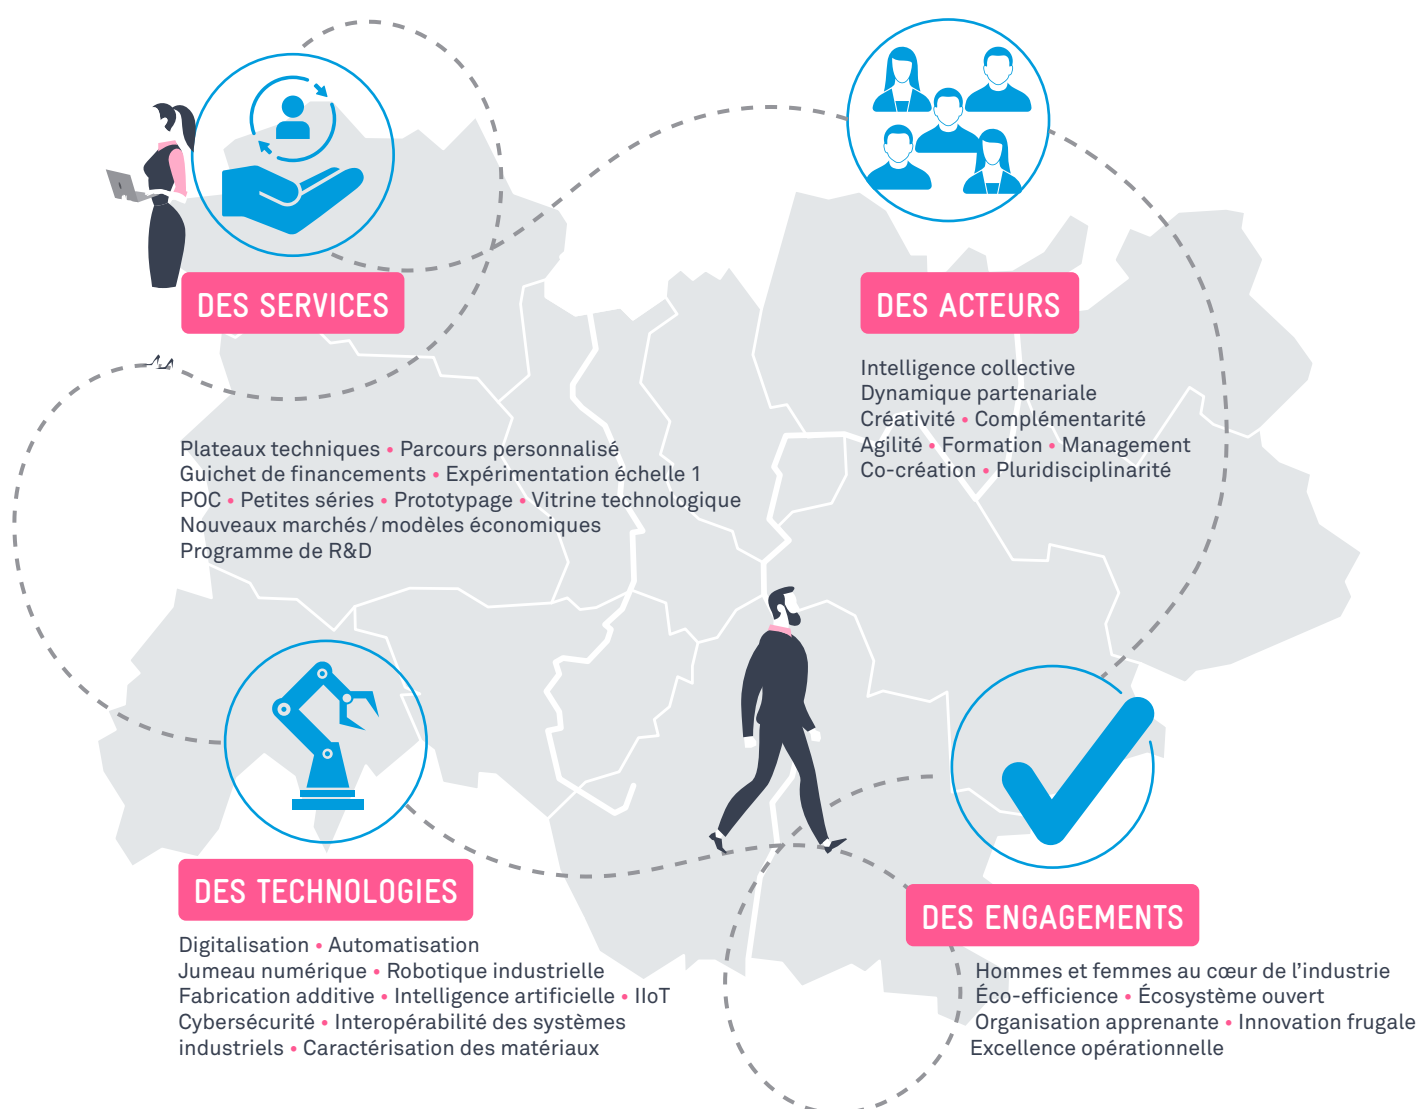 DES SERVICES
Plateaux techniques • Parcours personnalisé
Guichet de financements • Expérimentation échelle 1
POC • Petites séries • Prototypage • Vitrine technologique
Nouveaux marchés / modèles économiques
Programme de R&D
DES ACTEURS
Intelligence collective
Dynamique partenariale
Créativité • Complémentarité
Agilité • Formation • Management
Co-création • Pluridisciplinarité
DES TECHNOLOGIES
Digitalisation • Automatisation
Jumeau numérique • Robotique industrielle
Fabrication additive • Intelligence artificielle • IIoT
Cybersécurité • Interopérabilité des systèmes
industriels • Caractérisation des matériaux
DES ENGAGEMENTS
Hommes et femmes au cœur de l’industrie
Éco-efficience • Écosystème ouvert
Organisation apprenante • Innovation frugale
Excellence opérationnelle